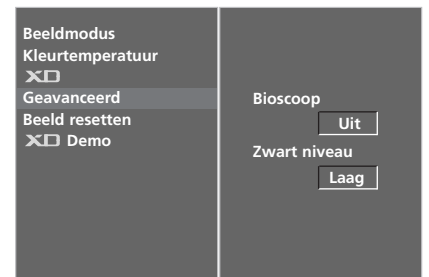 Beeldmodus
Kleurtemperatuur
XD
Geavanceerd
Beeld resetten
XD Demo
Bioscoop
Uit
Zwart niveau
Laag